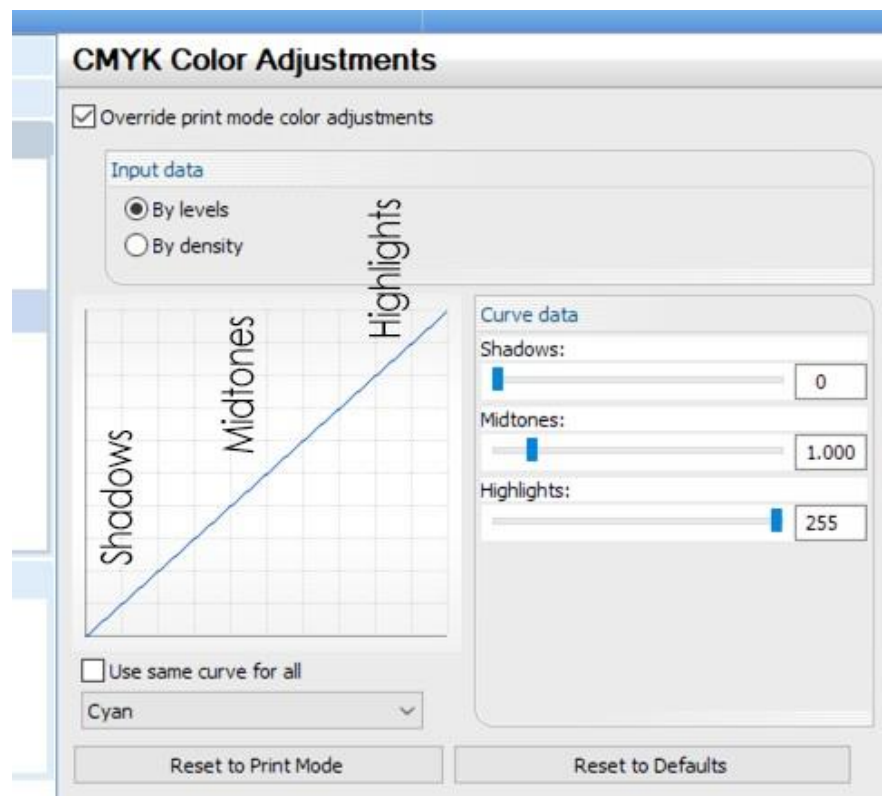 CMYK Color Adjustments
Override print mode color adjustments
Input data
By levels
By density
Shadows
Midtones
Highlights
Curve data
Shadows:
0
Midtones:
1.000
Highlights:
255
Use same curve for all
Cyan
Reset to Print Mode
Reset to Defaults